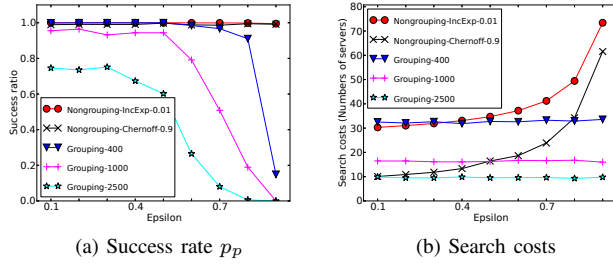 Success ratio
1.0
0.8
0.6
0.4
0.2
0.0
Nongrouping-IncExp-0.01
Nongrouping-Chernoff-0.9
Grouping-400
Grouping-1000
Grouping-2500
0.1 0.4 0.7
Epsilon
(a) Success rate p_p
Search costs (Numbers of servers)
80
70
60
50
40
30
20
10
0
Nongrouping-IncExp-0.01
Nongrouping-Chernoff-0.9
Grouping-400
Grouping-1000
Grouping-2500
0.1 0.4 0.7
Epsilon
(b) Search costs